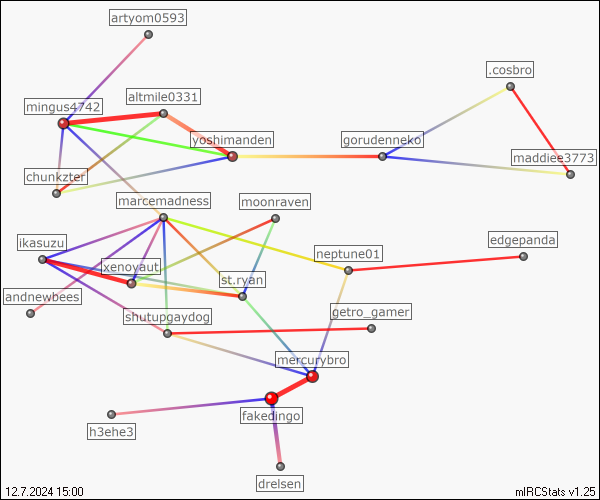 artyom0593
.cosbro
altmile0331
mingus4742
yoshimanden
gorudenneko
maddiee3773
chunkzter
marcemadness
moonraven
ikasuzu
edgepanda
neptune01
xenoyaut
st.ryan
andnewbees
getro_gamer
shutupgaydog
mercurybro
fakedingo
h3ehe3
drelsen
12.7.2024 15:00
mIRCStats v1.25